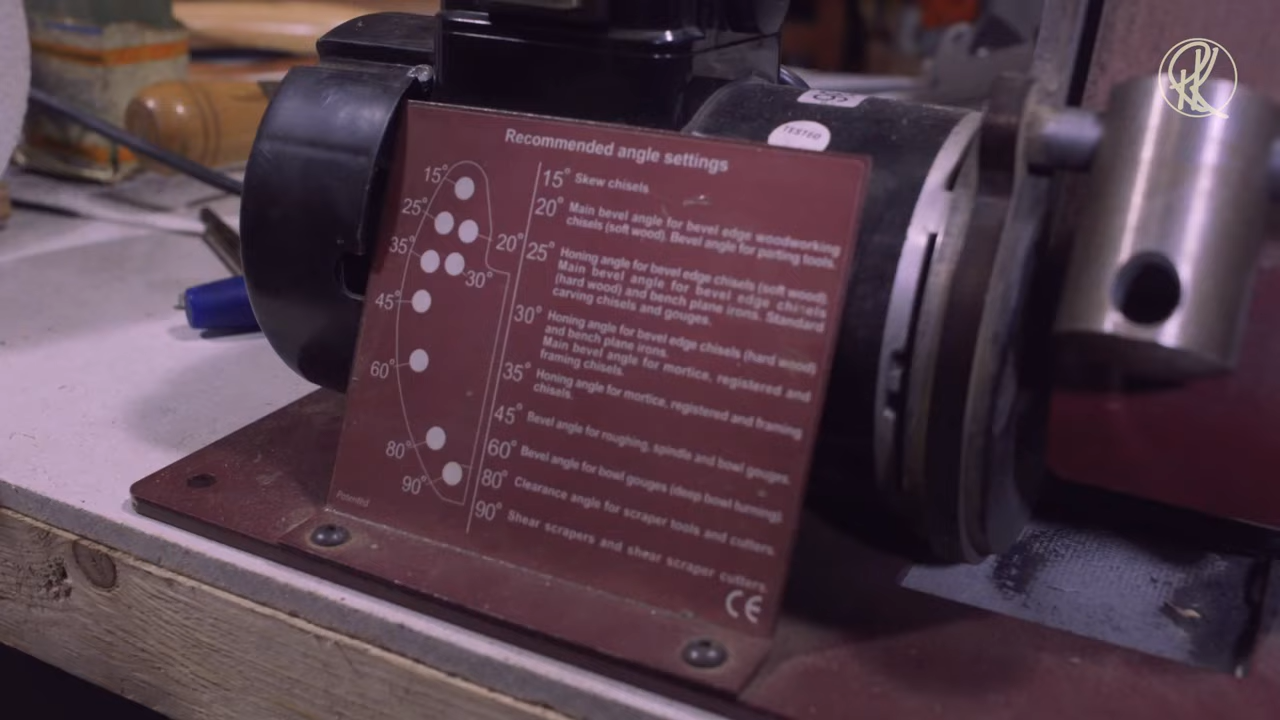 TESTED
Recommended angle settings
15°
25°
35°
45°
60°
80°
90°
20°
30°
15° Skew chisels
20° Main bevel angle for bevel edge woodworking
chisels (soft wood). Bevel angle for parting tools.
25° Honing angle for bevel edge chisels (soft wood).
Main bevel angle for bevel edge chisels
(hard wood) and bench plane irons. Standard
carving chisels and gouges.
30° Honing angle for bevel edge chisels (hard wood)
and bench plane irons.
Main bevel angle for mortice, registered and
framing chisels.
35° Honing angle for mortice, registered and framing
chisels.
45° Bevel angle for roughing, spindle and bowl gouges.
60° Bevel angle for bowl gouges (deep bowl turning).
80° Clearance angle for scraper tools and cutters.
90° Shear scrapers and shear scraper cutters.
Patented
CE